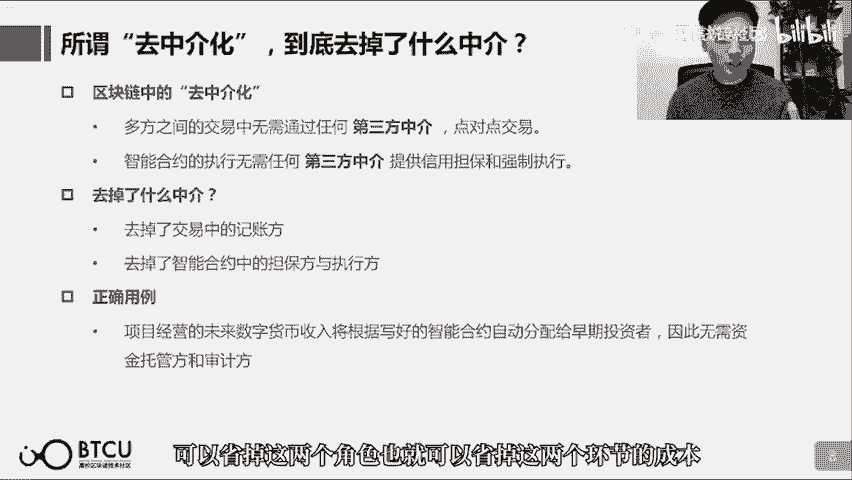 所谓“去中介化”，到底去掉了什么中介？
bilibili
区块链中的“去中介化”
多方之间的交易中无需通过任何 第三方中介 ，点对点交易。
智能合约的执行无需任何 第三方中介 提供信用担保和强制执行。
去掉了什么中介？
去掉了交易中的记账方
去掉了智能合约中的担保方与执行方
正确用例
项目经营的未来数字货币收入将根据写好的智能合约自动分配给早期投资者，因此无需资
金托管方和审计方
BTCU
高校区块链技术社区
可以省掉这两个角色也就可以省掉这两个环节的成本